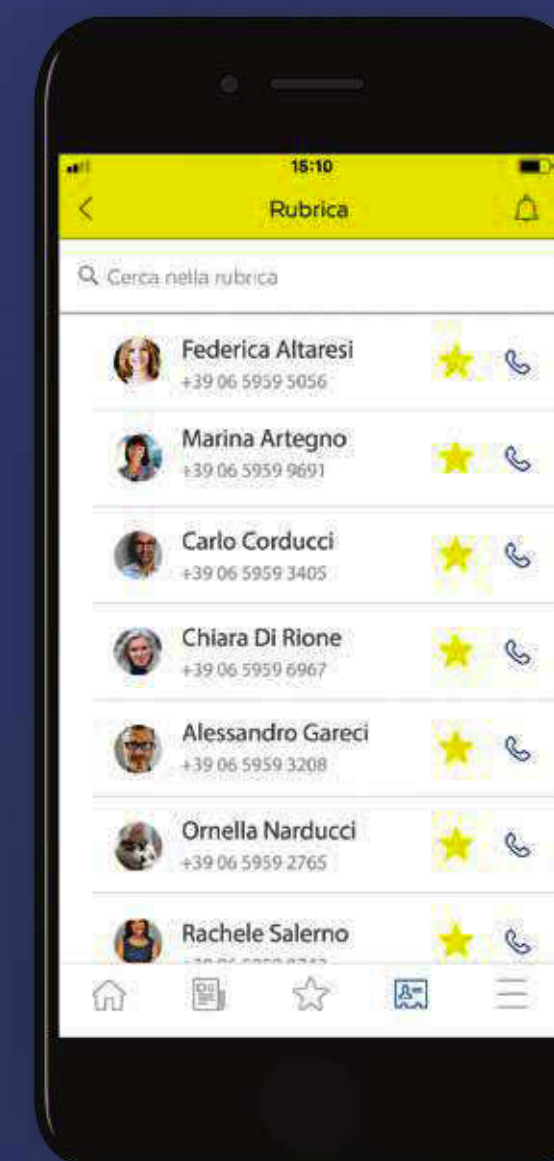 15:10
Rubrica
Cerca nella rubrica
Federica Altaresi
+39 06 5959 5056
Marina Artegno
+39 06 5959 9691
Carlo Corducci
+39 06 5959 3405
Chiara Di Rione
+39 06 5959 6967
Alessandro Gareci
+39 06 5959 3208
Ornella Narducci
+39 06 5959 2765
Rachele Salerno